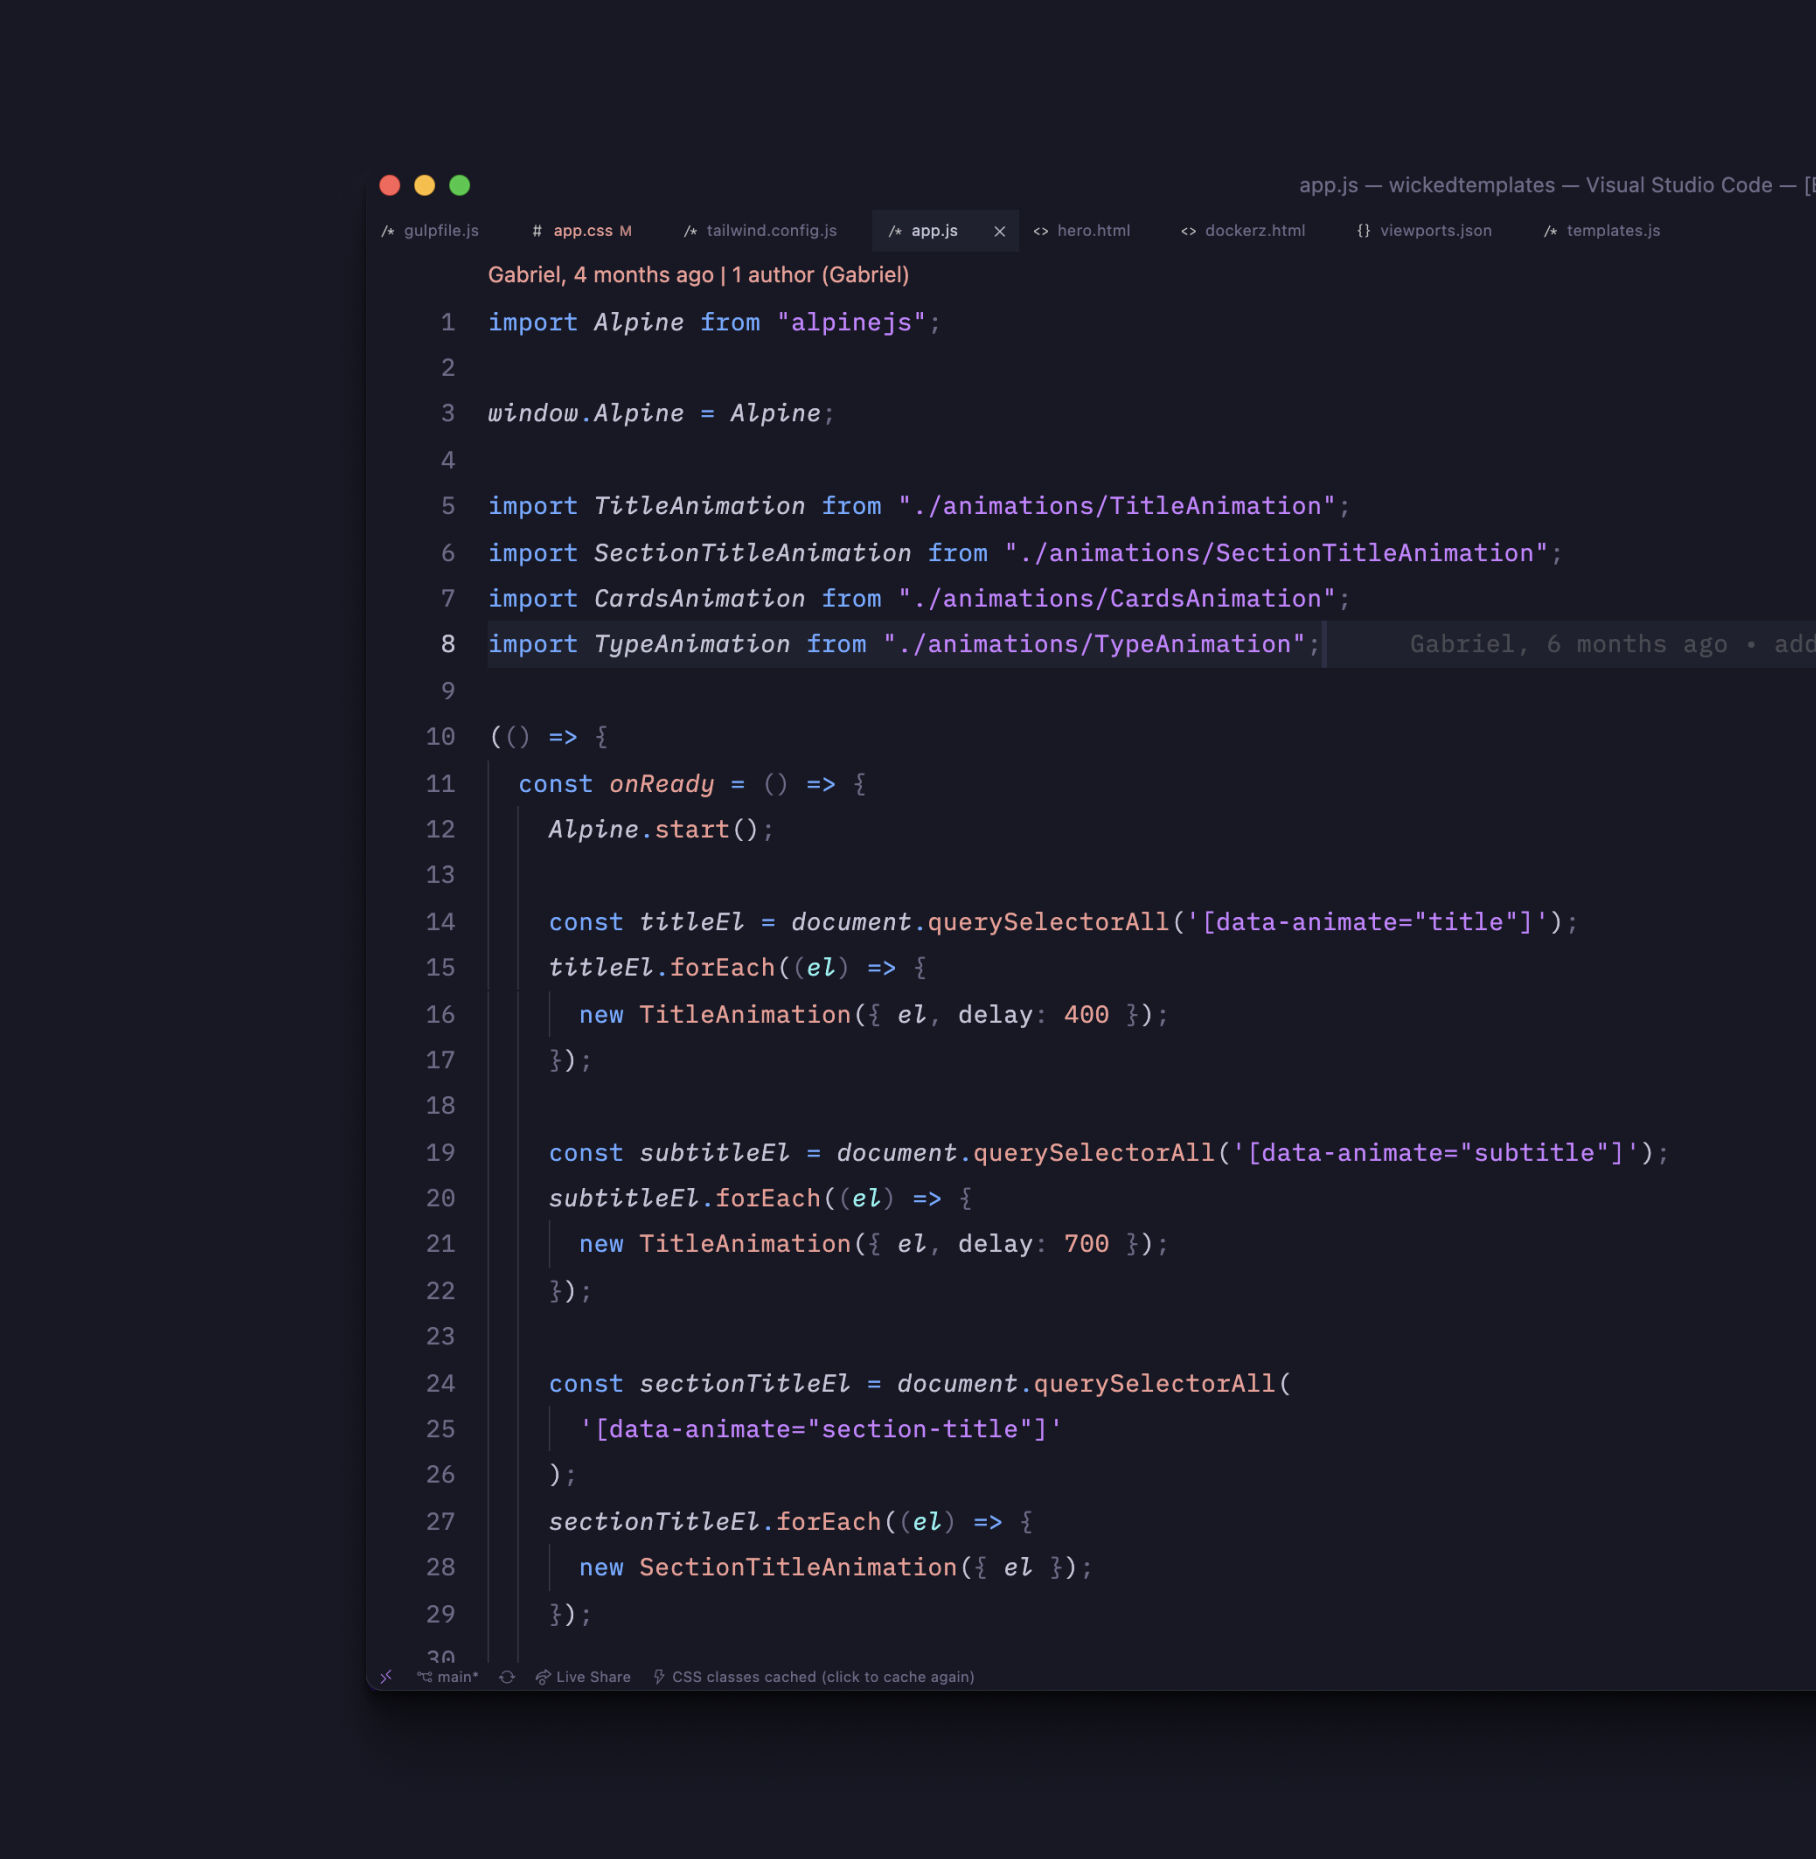 app.js — wickedtemplates — Visual Studio Code — [
/* gulpfile.js # app.css M /* tailwind.config.js /* app.js × <> hero.html <> dockerz.html {} viewports.json /* templates.js
Gabriel, 4 months ago | 1 author (Gabriel)
1 import Alpine from "alpinejs";
2
3 window.Alpine = Alpine;
4
5 import TitleAnimation from "./animations/TitleAnimation";
6 import SectionTitleAnimation from "./animations/SectionTitleAnimation";
7 import CardsAnimation from "./animations/CardsAnimation";
8 import TypeAnimation from "./animations/TypeAnimation"; Gabriel, 6 months ago • add
9
10 (() => {
11 const onReady = () => {
12 Alpine.start();
13
14 const titleEl = document.querySelectorAll('[data-animate="title"]');
15 titleEl.forEach((el) => {
16 new TitleAnimation({ el, delay: 400 });
17 });
18
19 const subtitleEl = document.querySelectorAll('[data-animate="subtitle"]');
20 subtitleEl.forEach((el) => {
21 new TitleAnimation({ el, delay: 700 });
22 });
23
24 const sectionTitleEl = document.querySelectorAll(
25 '[data-animate="section-title"]'
26 );
27 sectionTitleEl.forEach((el) => {
28 new SectionTitleAnimation({ el });
29 });
30
main* Live Share CSS classes cached (click to cache again)